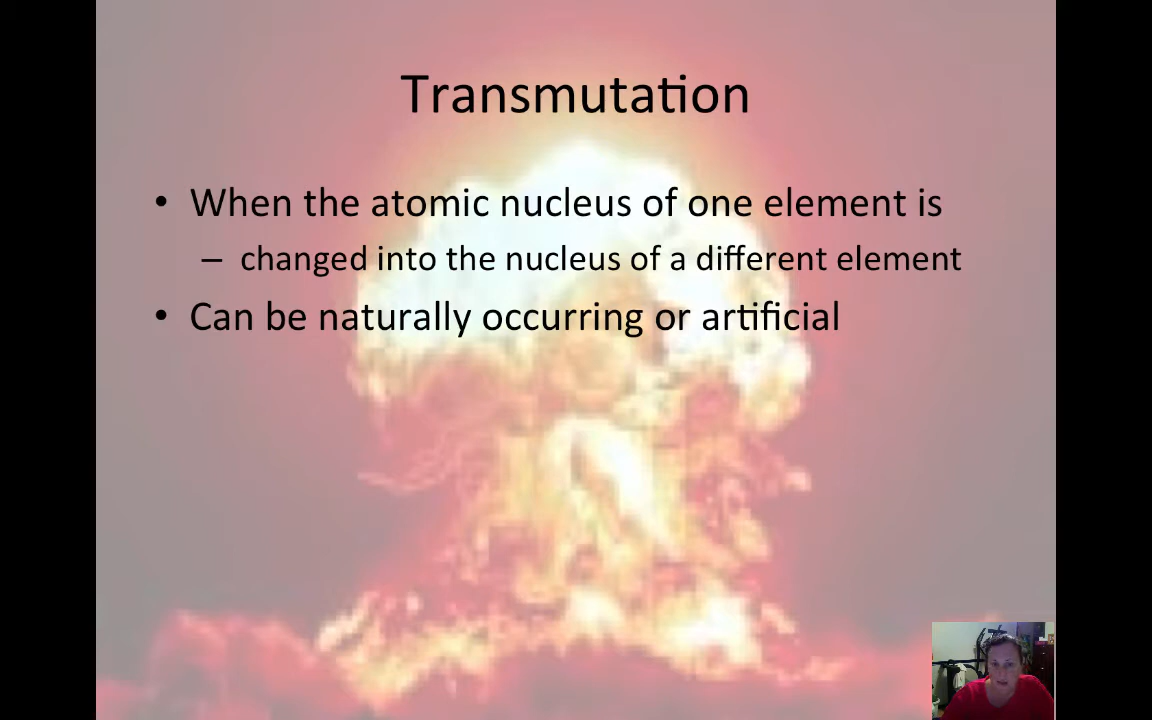 Transmutation
• When the atomic nucleus of one element is
– changed into the nucleus of a different element
• Can be naturally occurring or artificial